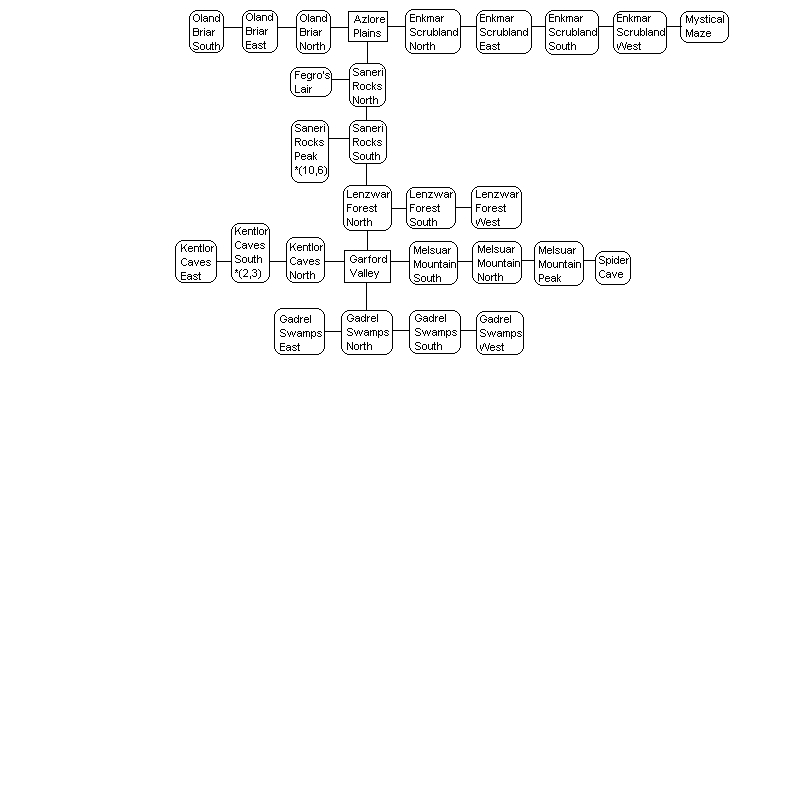 Oland
Briar
South
Oland
Briar
East
Oland
Briar
North
Azlore
Plains
Enkmar
Scrubland
North
Enkmar
Scrubland
East
Enkmar
Scrubland
South
Enkmar
Scrubland
West
Mystical
Maze
Fegro's
Lair
Saneri
Rocks
North
Saneri
Rocks
Peak
*(10,6)
Saneri
Rocks
South
Lenzwar
Forest
North
Lenzwar
Forest
South
Lenzwar
Forest
West
Kentlor
Caves
East
Kentlor
Caves
South
*(2,3)
Kentlor
Caves
North
Garford
Valley
Melsuar
Mountain
South
Melsuar
Mountain
North
Melsuar
Mountain
Peak
Spider
Cave
Gadrel
Swamps
East
Gadrel
Swamps
North
Gadrel
Swamps
South
Gadrel
Swamps
West